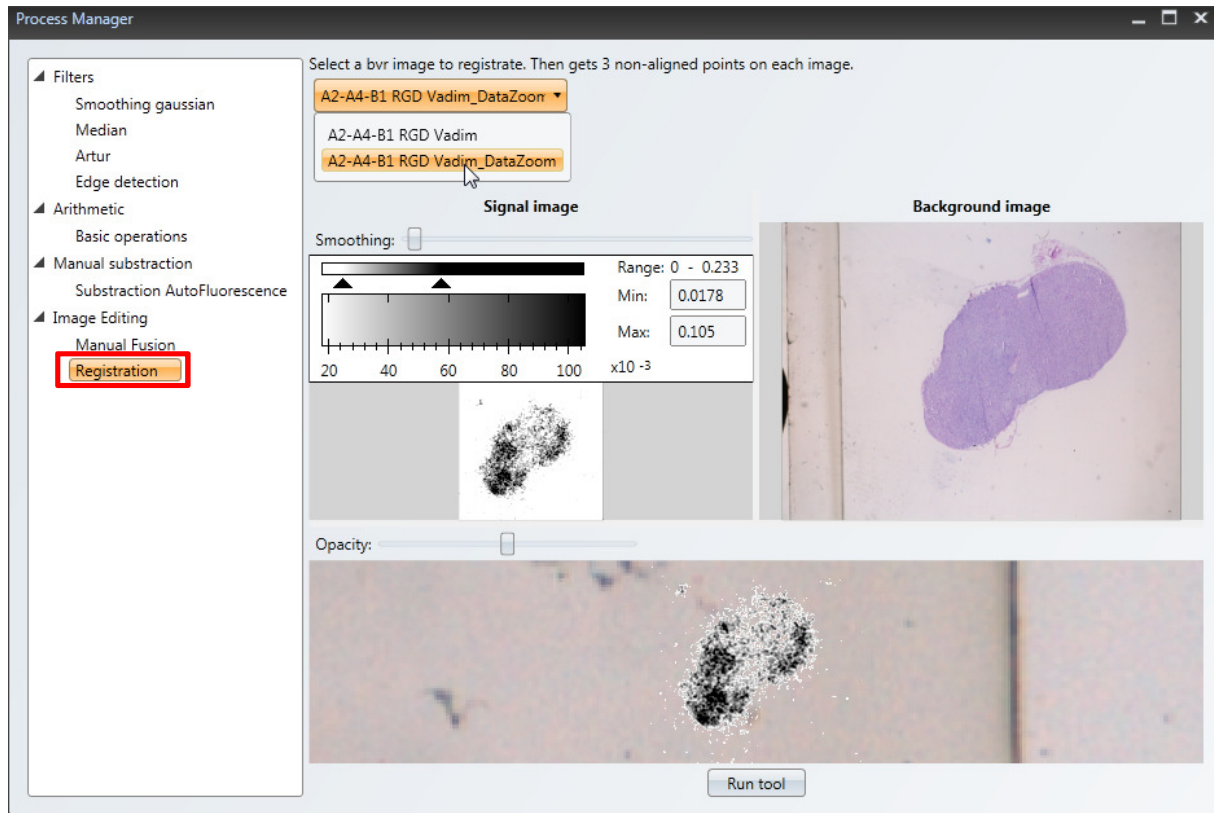 Process Manager
Select a bvr image to registrate. Then gets 3 non-aligned points on each image.
Filters
Smoothing gaussian
Median
Artur
Edge detection
Arithmetic
Basic operations
Manual substraction
Substraction AutoFluorescence
Image Editing
Manual Fusion
Registration
A2-A4-B1 RGD Vadim_DataZoom
A2-A4-B1 RGD Vadim
A2-A4-B1 RGD Vadim_DataZoom
Signal image
Smoothing:
Range: 0 - 0.233
Min: 0.0178
Max: 0.105
20 40 60 80 100 x10 -3
Background image
Opacity:
Run tool